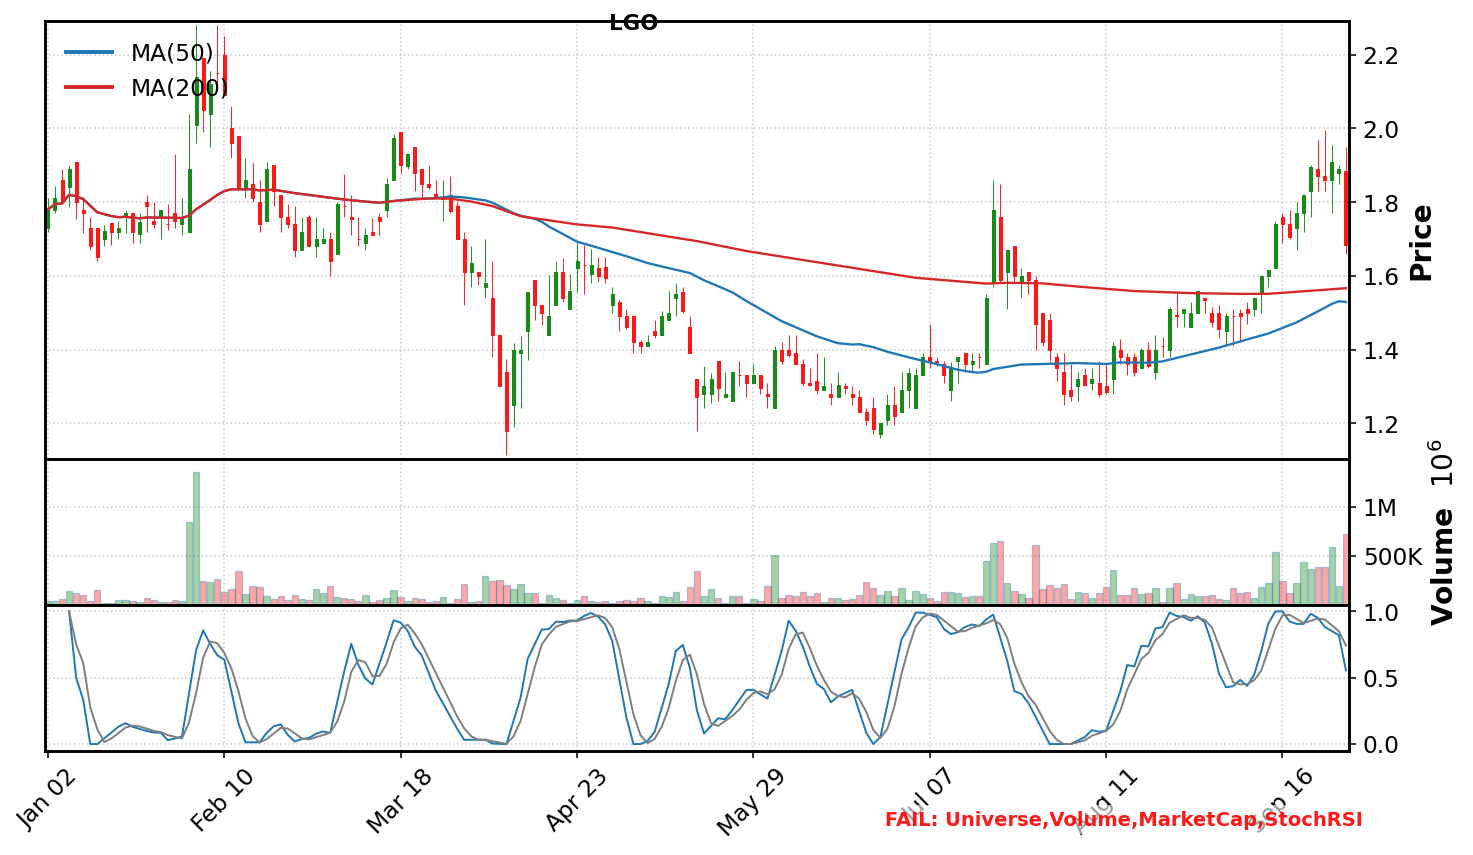 LGO
MA(50)
MA(200)
2.2
2.0
1.8
1.6
1.4
1.2
Price
1M
500K
Volume 10^6
1.0
0.5
0.0
Jan 02
Feb 10
Mar 18
Apr 23
May 29
Jul 07
Aug 11
Sep 16
FAIL: Universe,Volume,MarketCap,StochRSI